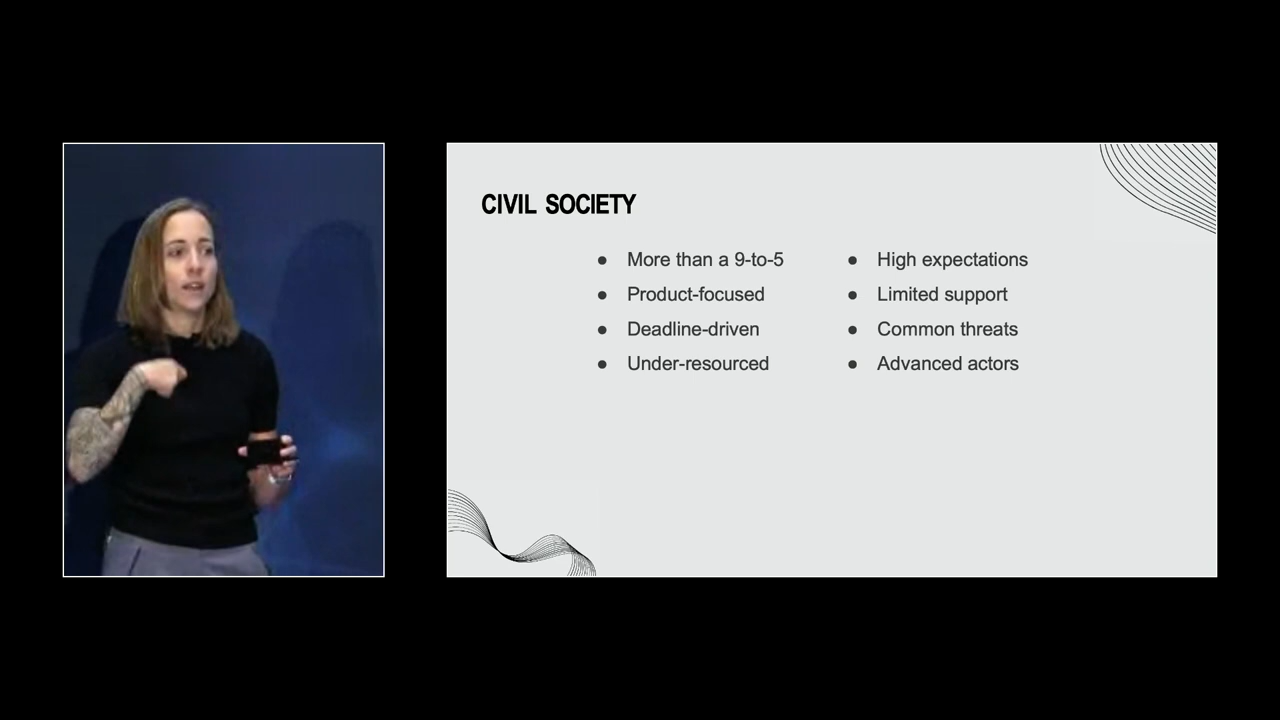 CIVIL SOCIETY
● More than a 9-to-5
● Product-focused
● Deadline-driven
● Under-resourced
● High expectations
● Limited support
● Common threats
● Advanced actors